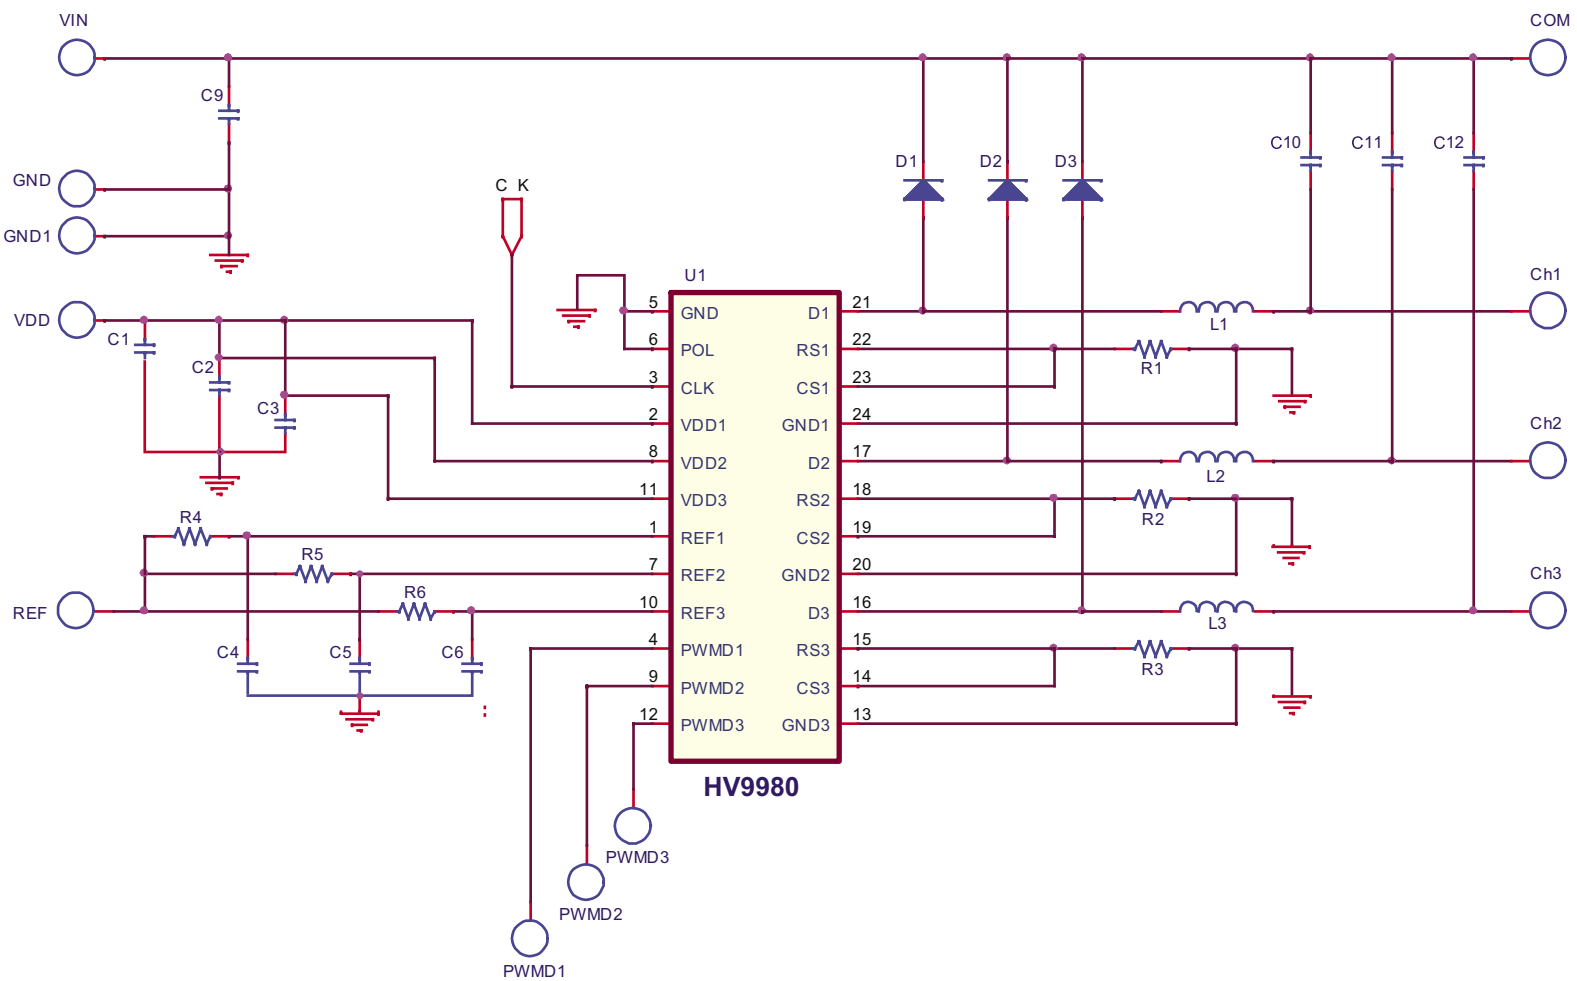 VIN
COM
C9
C10
C11
C12
D1
D2
D3
GND
C K
GND1
U1
Ch1
VDD
5
GND
D1
21
L1
C1
6
POL
RS1
22
R1
C2
3
CLK
CS1
23
C3
2
VDD1
GND1
24
Ch2
8
VDD2
D2
17
L2
11
VDD3
RS2
18
R2
R4
1
REF1
CS2
19
R5
7
REF2
GND2
20
Ch3
R6
REF
10
REF3
D3
16
L3
C4
C5
C6
4
PWMD1
RS3
15
R3
9
PWMD2
CS3
14
12
PWMD3
GND3
13
HV9980
PWMD3
PWMD2
PWMD1